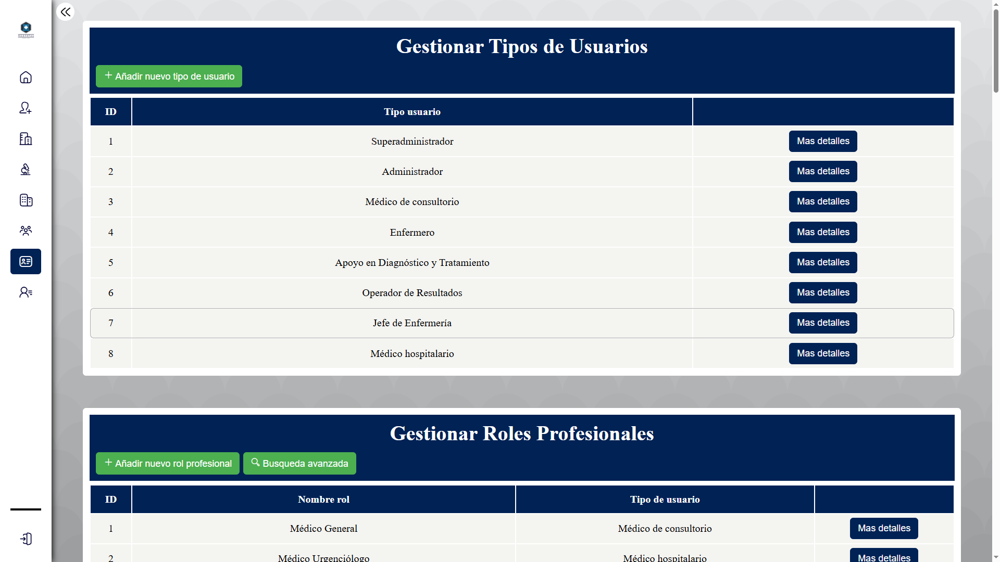 HOSPITAL
Gestionar Tipos de Usuarios
Añadir nuevo tipo de usuario
ID Tipo usuario
1 Superadministrador Mas detalles
2 Administrador Mas detalles
3 Médico de consultorio Mas detalles
4 Enfermero Mas detalles
5 Apoyo en Diagnóstico y Tratamiento Mas detalles
6 Operador de Resultados Mas detalles
7 Jefe de Enfermería Mas detalles
8 Médico hospitalario Mas detalles
Gestionar Roles Profesionales
Añadir nuevo rol profesional Busqueda avanzada
ID Nombre rol Tipo de usuario
1 Médico General Médico de consultorio Mas detalles
2 Médico Urgenciólogo Médico hospitalario Mas detalles